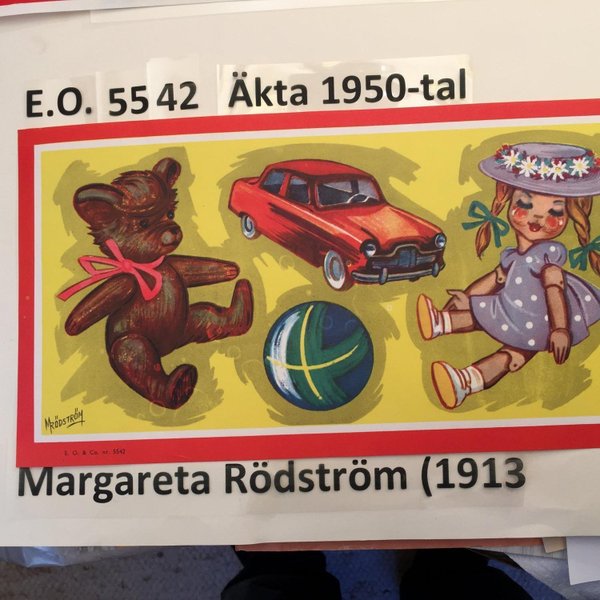 E.O. 5542 Äkta 1950-tal
MRÖDSTRÖM
E. O. & Co. nr. 5542
Margareta Rödström (1913